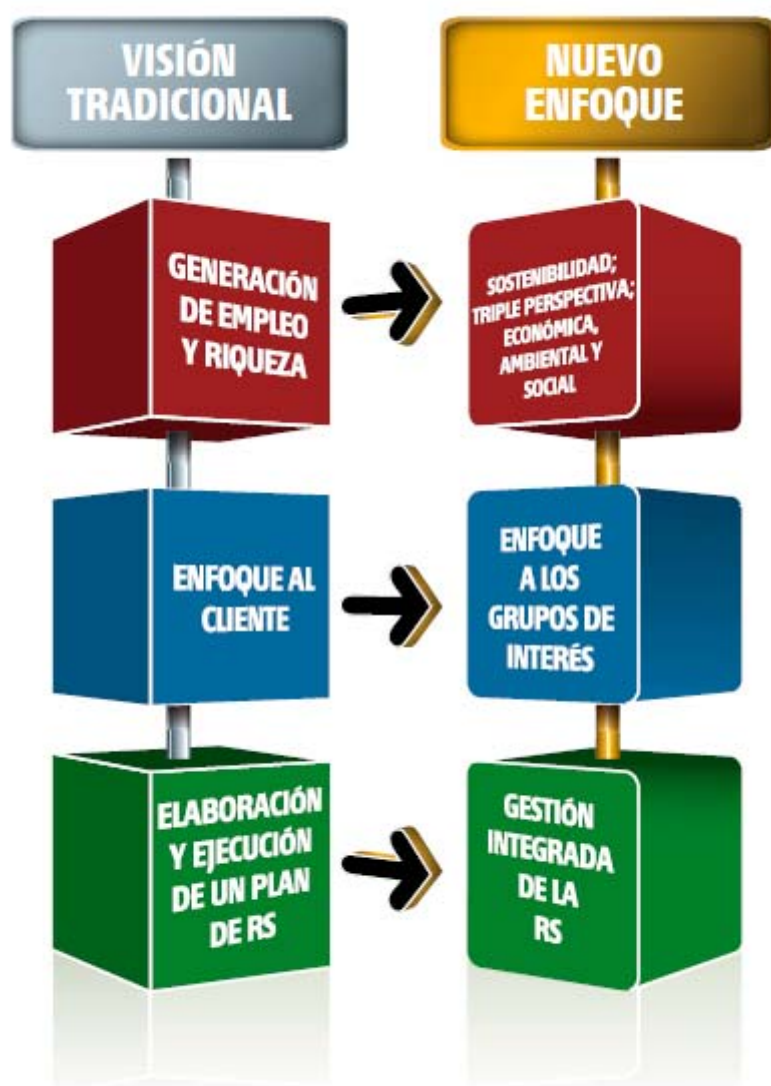 VISIÓN
TRADICIONAL
NUEVO
ENFOQUE
GENERACIÓN
DE EMPLEO
Y RIQUEZA
SOSTENIBILIDAD;
TRIPLE PERSPECTIVA;
ECONÓMICA,
AMBIENTAL Y
SOCIAL
ENFOQUE AL
CLIENTE
ENFOQUE
A LOS
GRUPOS DE
INTERÉS
ELABORACIÓN
Y EJECUCIÓN
DE UN PLAN
DE RS
GESTIÓN
INTEGRADA
DE LA
RS